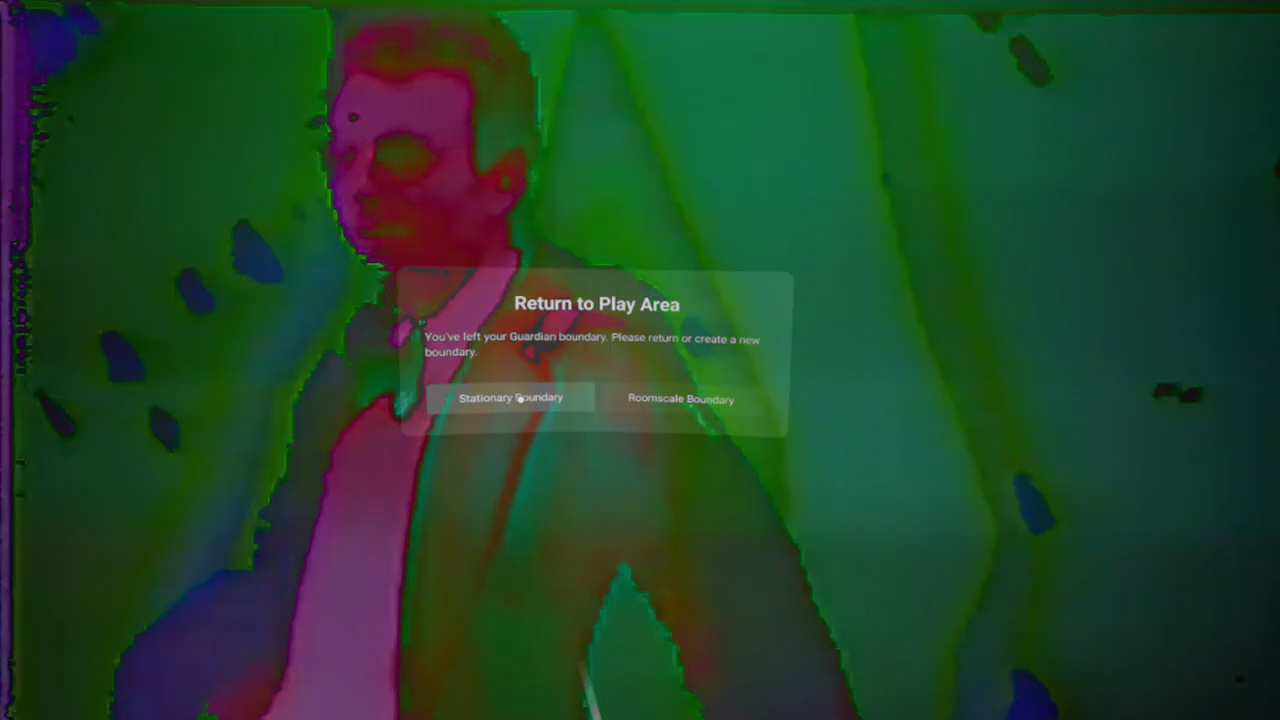 Return to Play Area
You've left your Guardian boundary. Please return or create a new
boundary.
Stationary Boundary
Roomscale Boundary